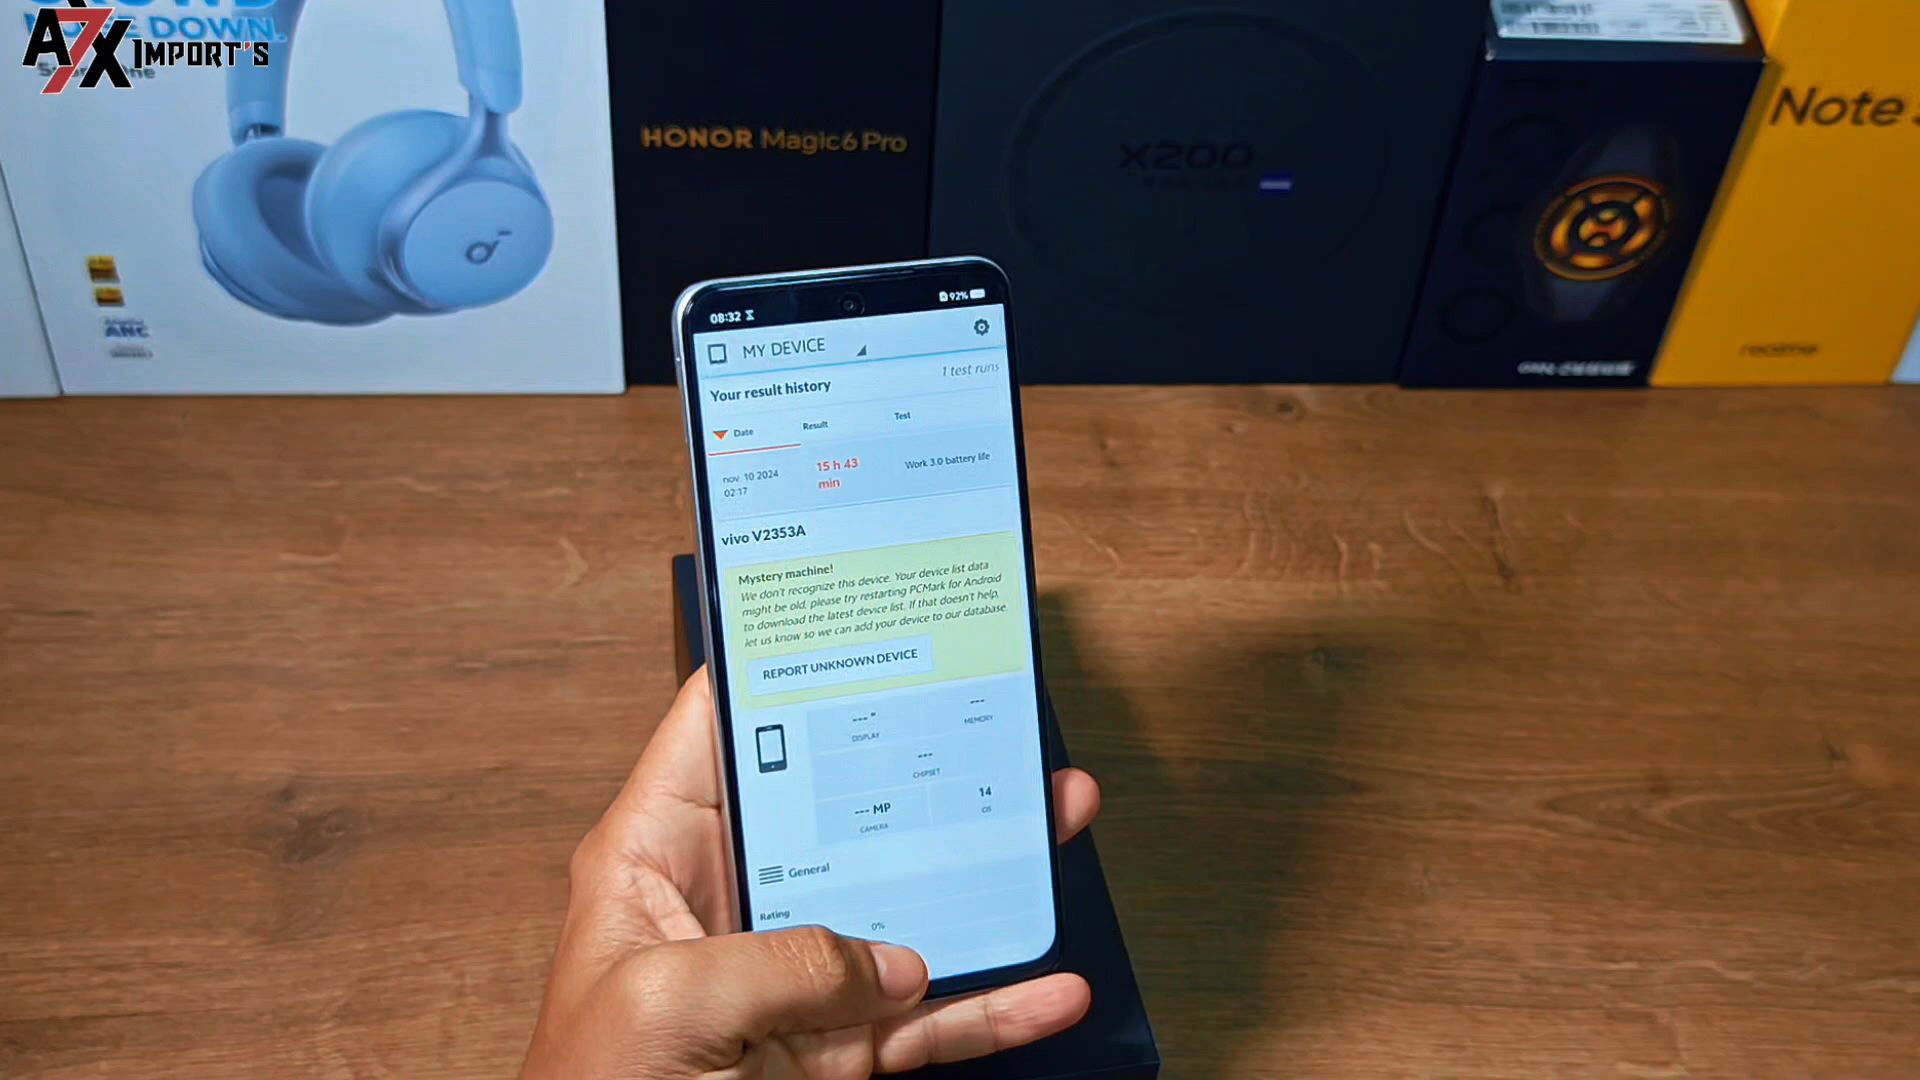 NOISE DOWN.
A7X IMPORT'S
ANC
HONOR Magic6 Pro
X200
Note
realme
08:32
92%
MY DEVICE
1 test runs
Your result history
Date
Result
Test
nov. 10 2024
02:17
15 h 43
min
Work 3.0 battery life
vivo V2353A
Mystery machine!
We don't recognize this device. Your device list data
might be old, please try restarting PCMark for Android
to download the latest device list. If that doesn't help,
let us know so we can add your device to our database.
REPORT UNKNOWN DEVICE
--- "
DISPLAY
---
MEMORY
---
CHIPSET
--- MP
CAMERA
14
OS
General
Rating
0%